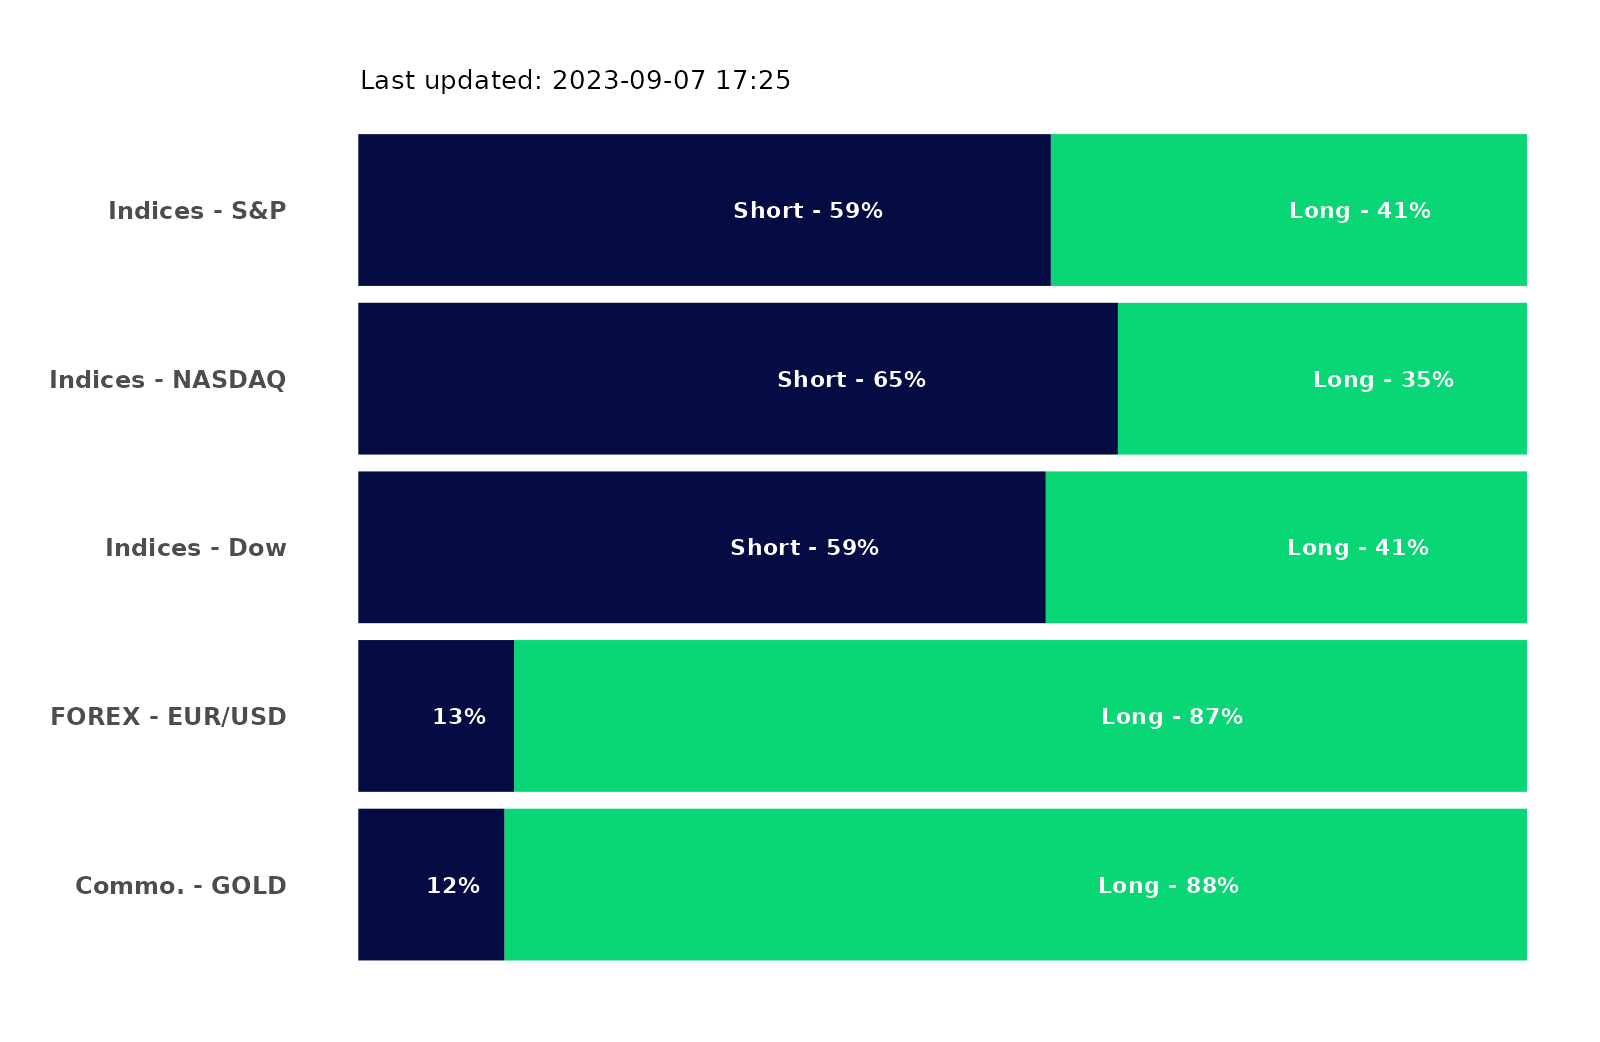 Last updated: 2023-09-07 17:25
Indices - S&P Short - 59% Long - 41%
Indices - NASDAQ Short - 65% Long - 35%
Indices - Dow Short - 59% Long - 41%
FOREX - EUR/USD 13% Long - 87%
Commo. - GOLD 12% Long - 88%